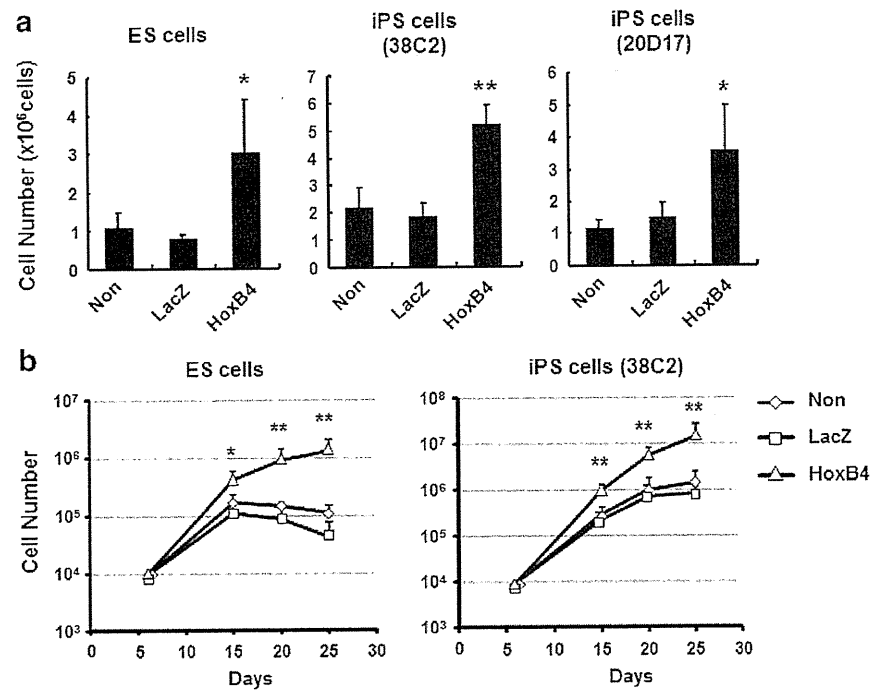 a
ES cells
iPS cells
(38C2)
iPS cells
(20D17)
Cell Number (x10⁶cells)
5
4
3
2
1
0
*
Non
LacZ
HoxB4
7
6
5
4
3
2
1
0
**
Non
LacZ
HoxB4
6
5
4
3
2
1
0
*
Non
LacZ
HoxB4
b
ES cells
iPS cells (38C2)
Cell Number
10⁷
10⁶
10⁵
10⁴
10³
*
**
**
0 5 10 15 20 25 30
Days
10⁸
10⁷
10⁶
10⁵
10⁴
10³
**
**
**
0 5 10 15 20 25 30
Days
Non
LacZ
HoxB4